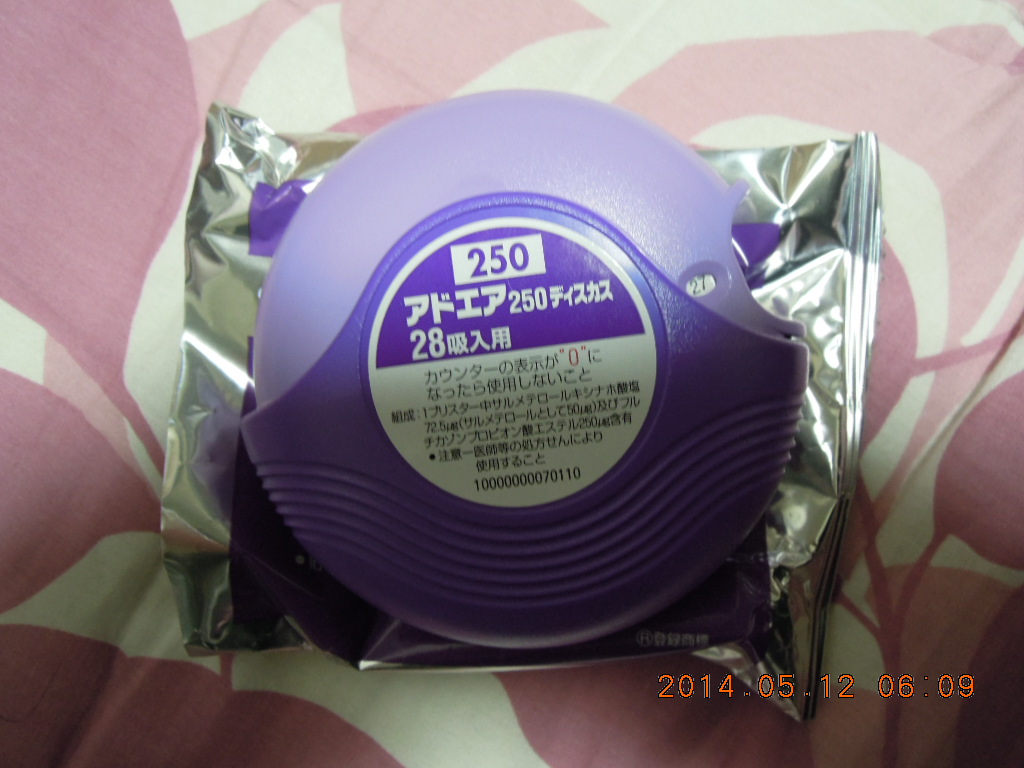 250
アドエア250ディスカス
28吸入用
カウンターの表示が"0"に
なったら使用しないこと
組成:1ブリスター中サルメテロールキシナホ酸塩
72.5μg(サルメテロールとして50μg)及びフル
チカゾンプロピオン酸エステル250μg含有
•注意ー医師等の処方せんにより
使用すること
10000000070110
27
®登録商標
2014.05.12 06:09